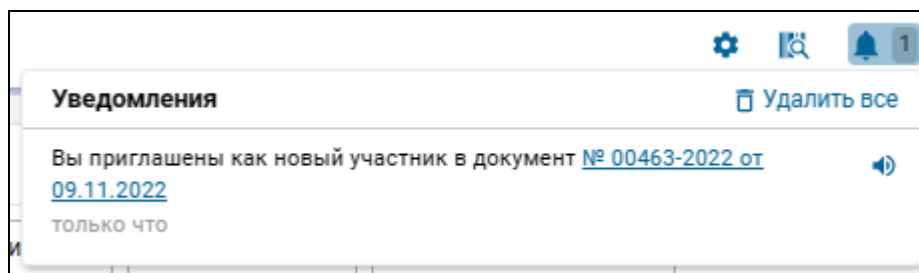 1
Уведомления
Удалить все
Вы приглашены как новый участник в документ № 00463-2022 от
09.11.2022
только что
и